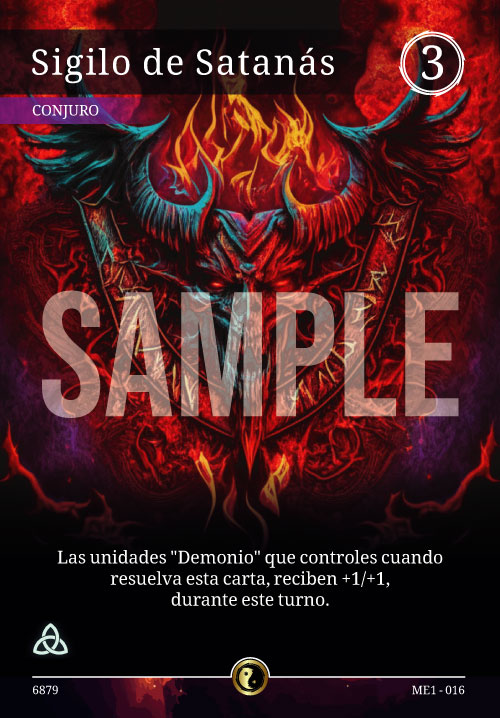 Sigilo de Satanás
3
CONJURO
SAMPLE
Las unidades "Demonio" que controles cuando
resuelva esta carta, reciben +1/+1,
durante este turno.
6879
ME1 - 016